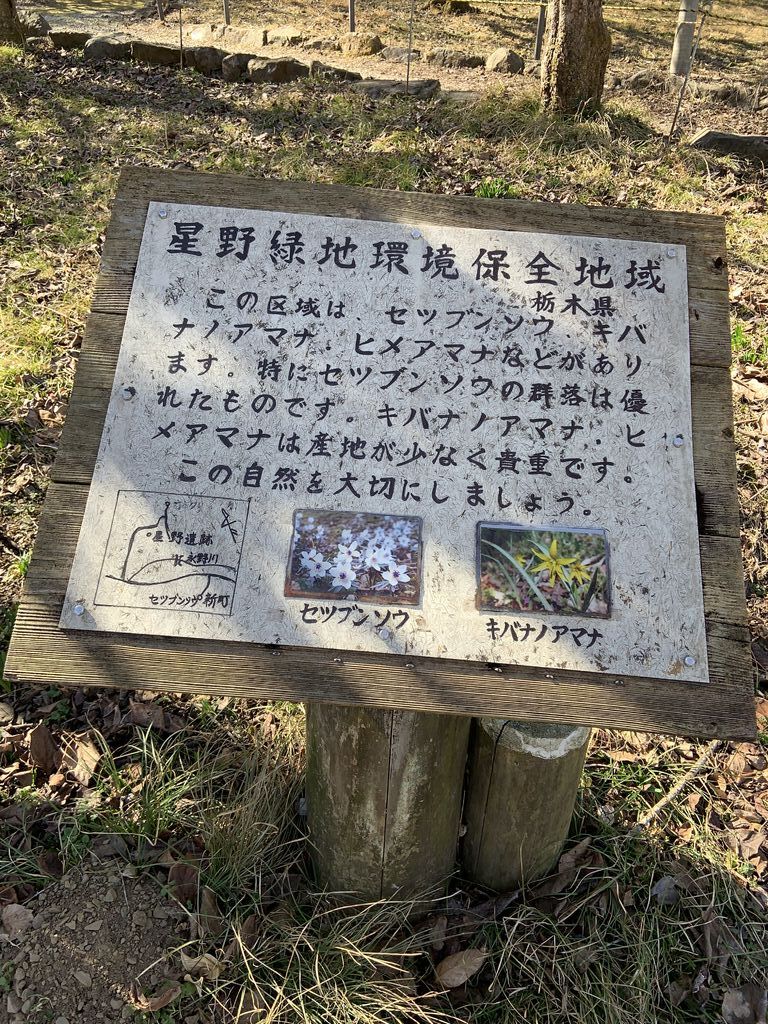 星野緑地環境保全地域
栃木県
この区域は、セツブンソウ、キバ
ナノアマナ、ヒメアマナなどがあり
ます。特にセツブンソウの群落は優
れたものです。キバナノアマナ、ヒ
メアマナは産地が少なく貴重です。
この自然を大切にしましょう。
星野遺跡
永野川
新町
セツブンソウ
キバナノアマナ